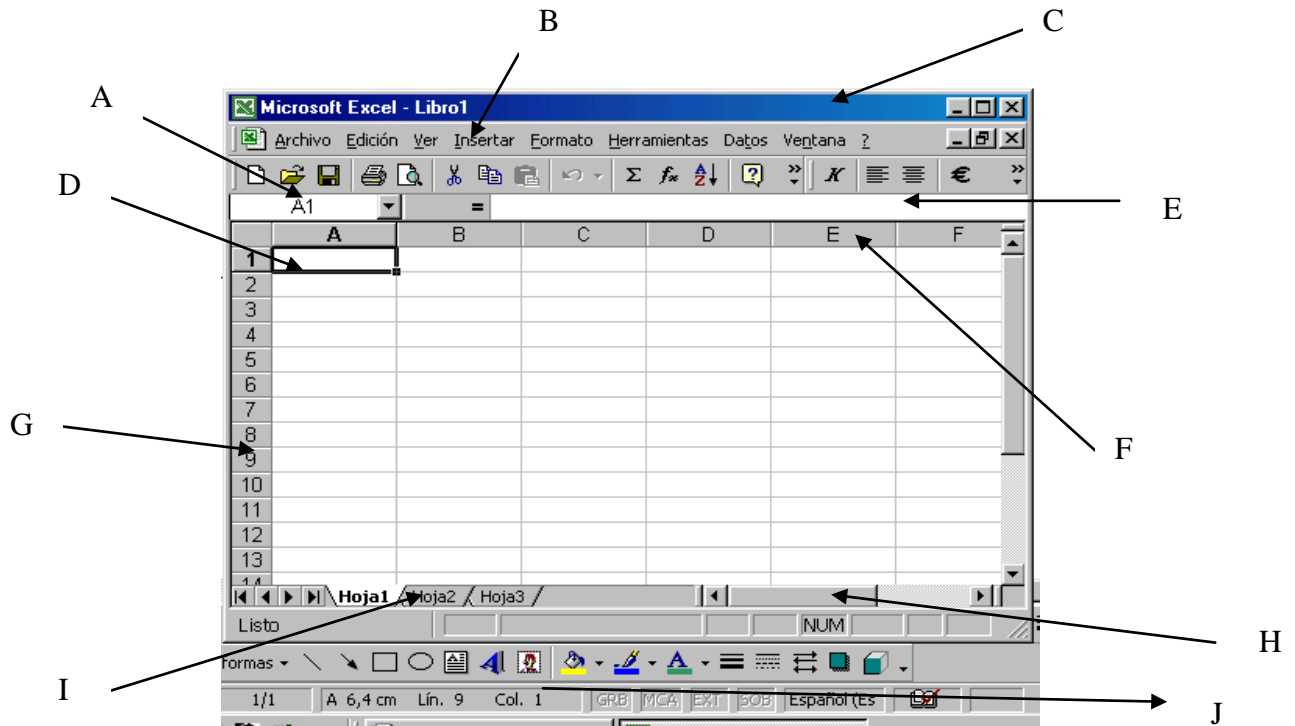 B
C
A
Microsoft Excel - Libro1
Archivo Edición Ver Insertar Formato Herramientas Datos Ventana ?
Σ fx A Z ? » K € »
D
A1 =
E
A B C D E F
1
2
3
4
5
6
7
8
9
10
11
12
13
14
G
F
Hoja1 Hoja2 Hoja3
Listo NUM
H
formas A A
I
1/1 A 6,4 cm Lín. 9 Col. 1 GRB MCA EXT SOB Español (Es
J